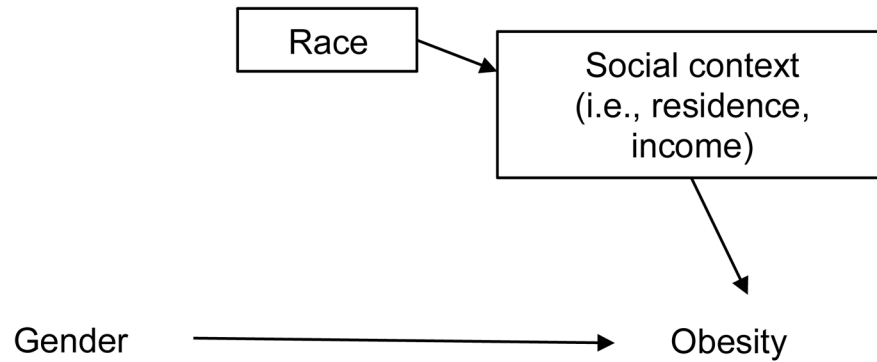 Race
Social context
(i.e., residence,
income)
Gender
Obesity